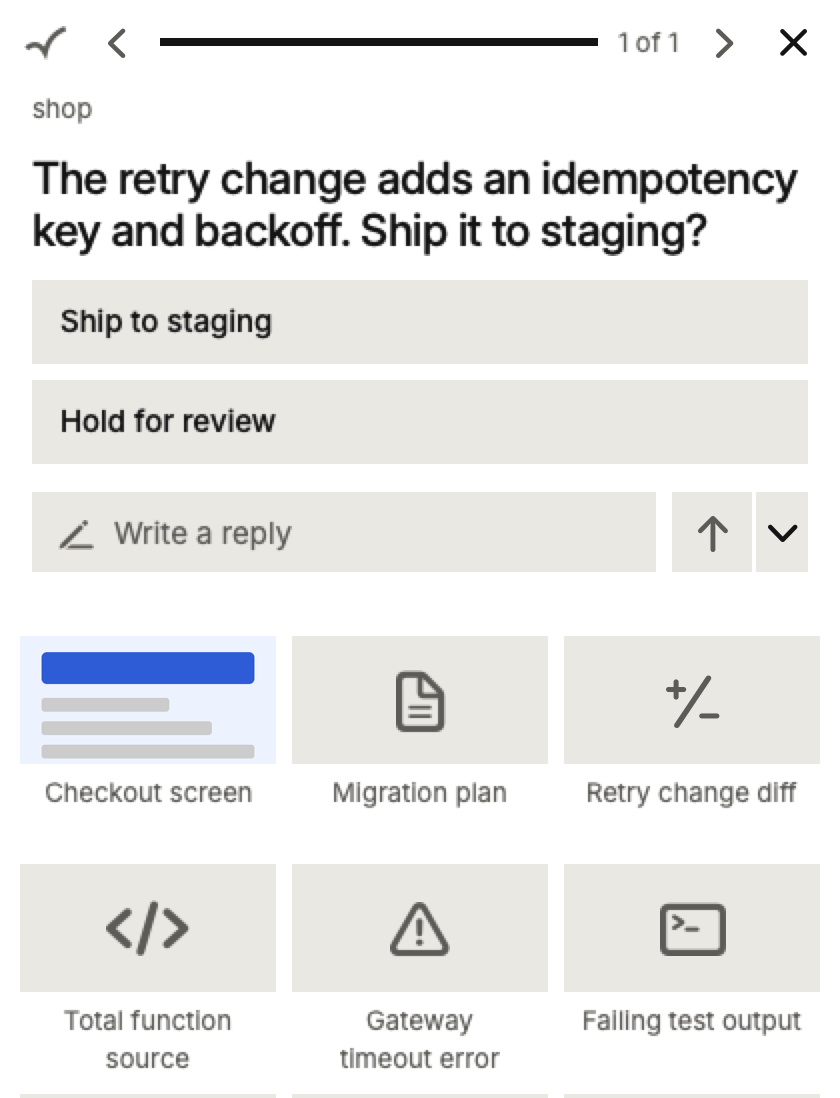 1 of 1
shop
The retry change adds an idempotency
key and backoff. Ship it to staging?
Ship to staging
Hold for review
Write a reply
Checkout screen
Migration plan
Retry change diff
Total function
source
Gateway
timeout error
Failing test output